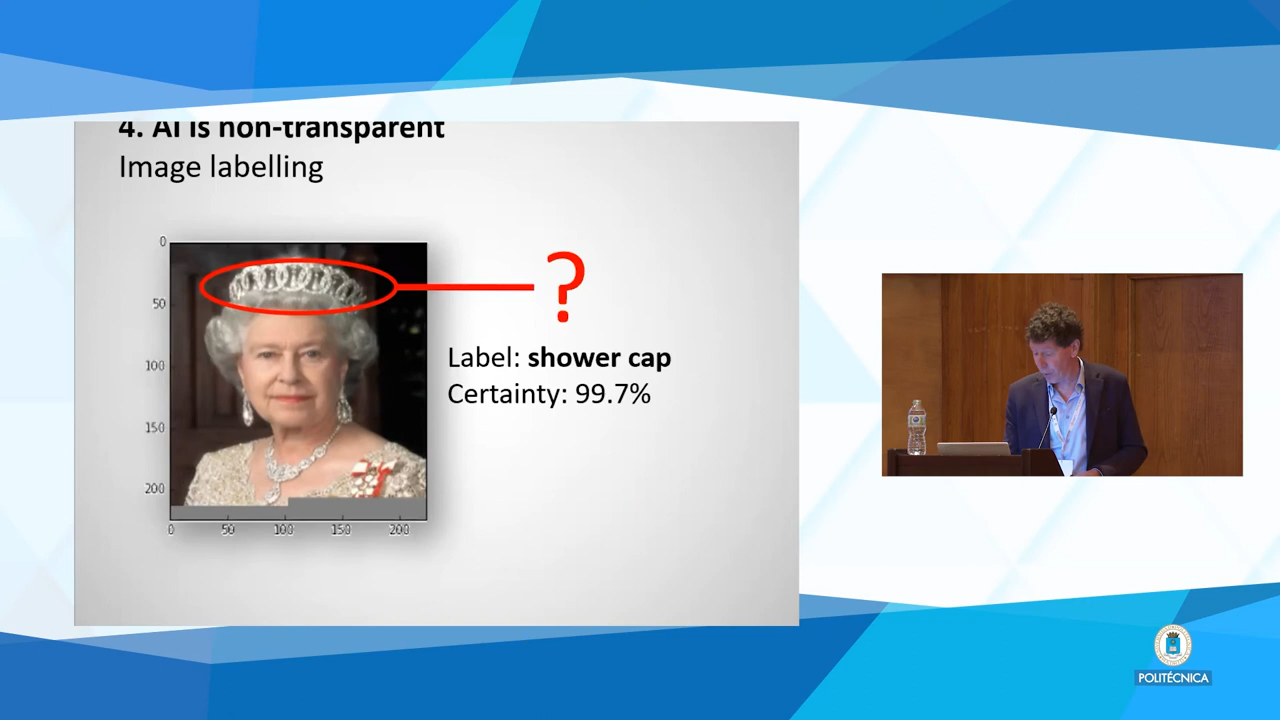 4. AI is non-transparent
Image labelling
0
50
100
150
200
0
50
100
150
200
?
Label: shower cap
Certainty: 99.7%
POLITÉCNICA